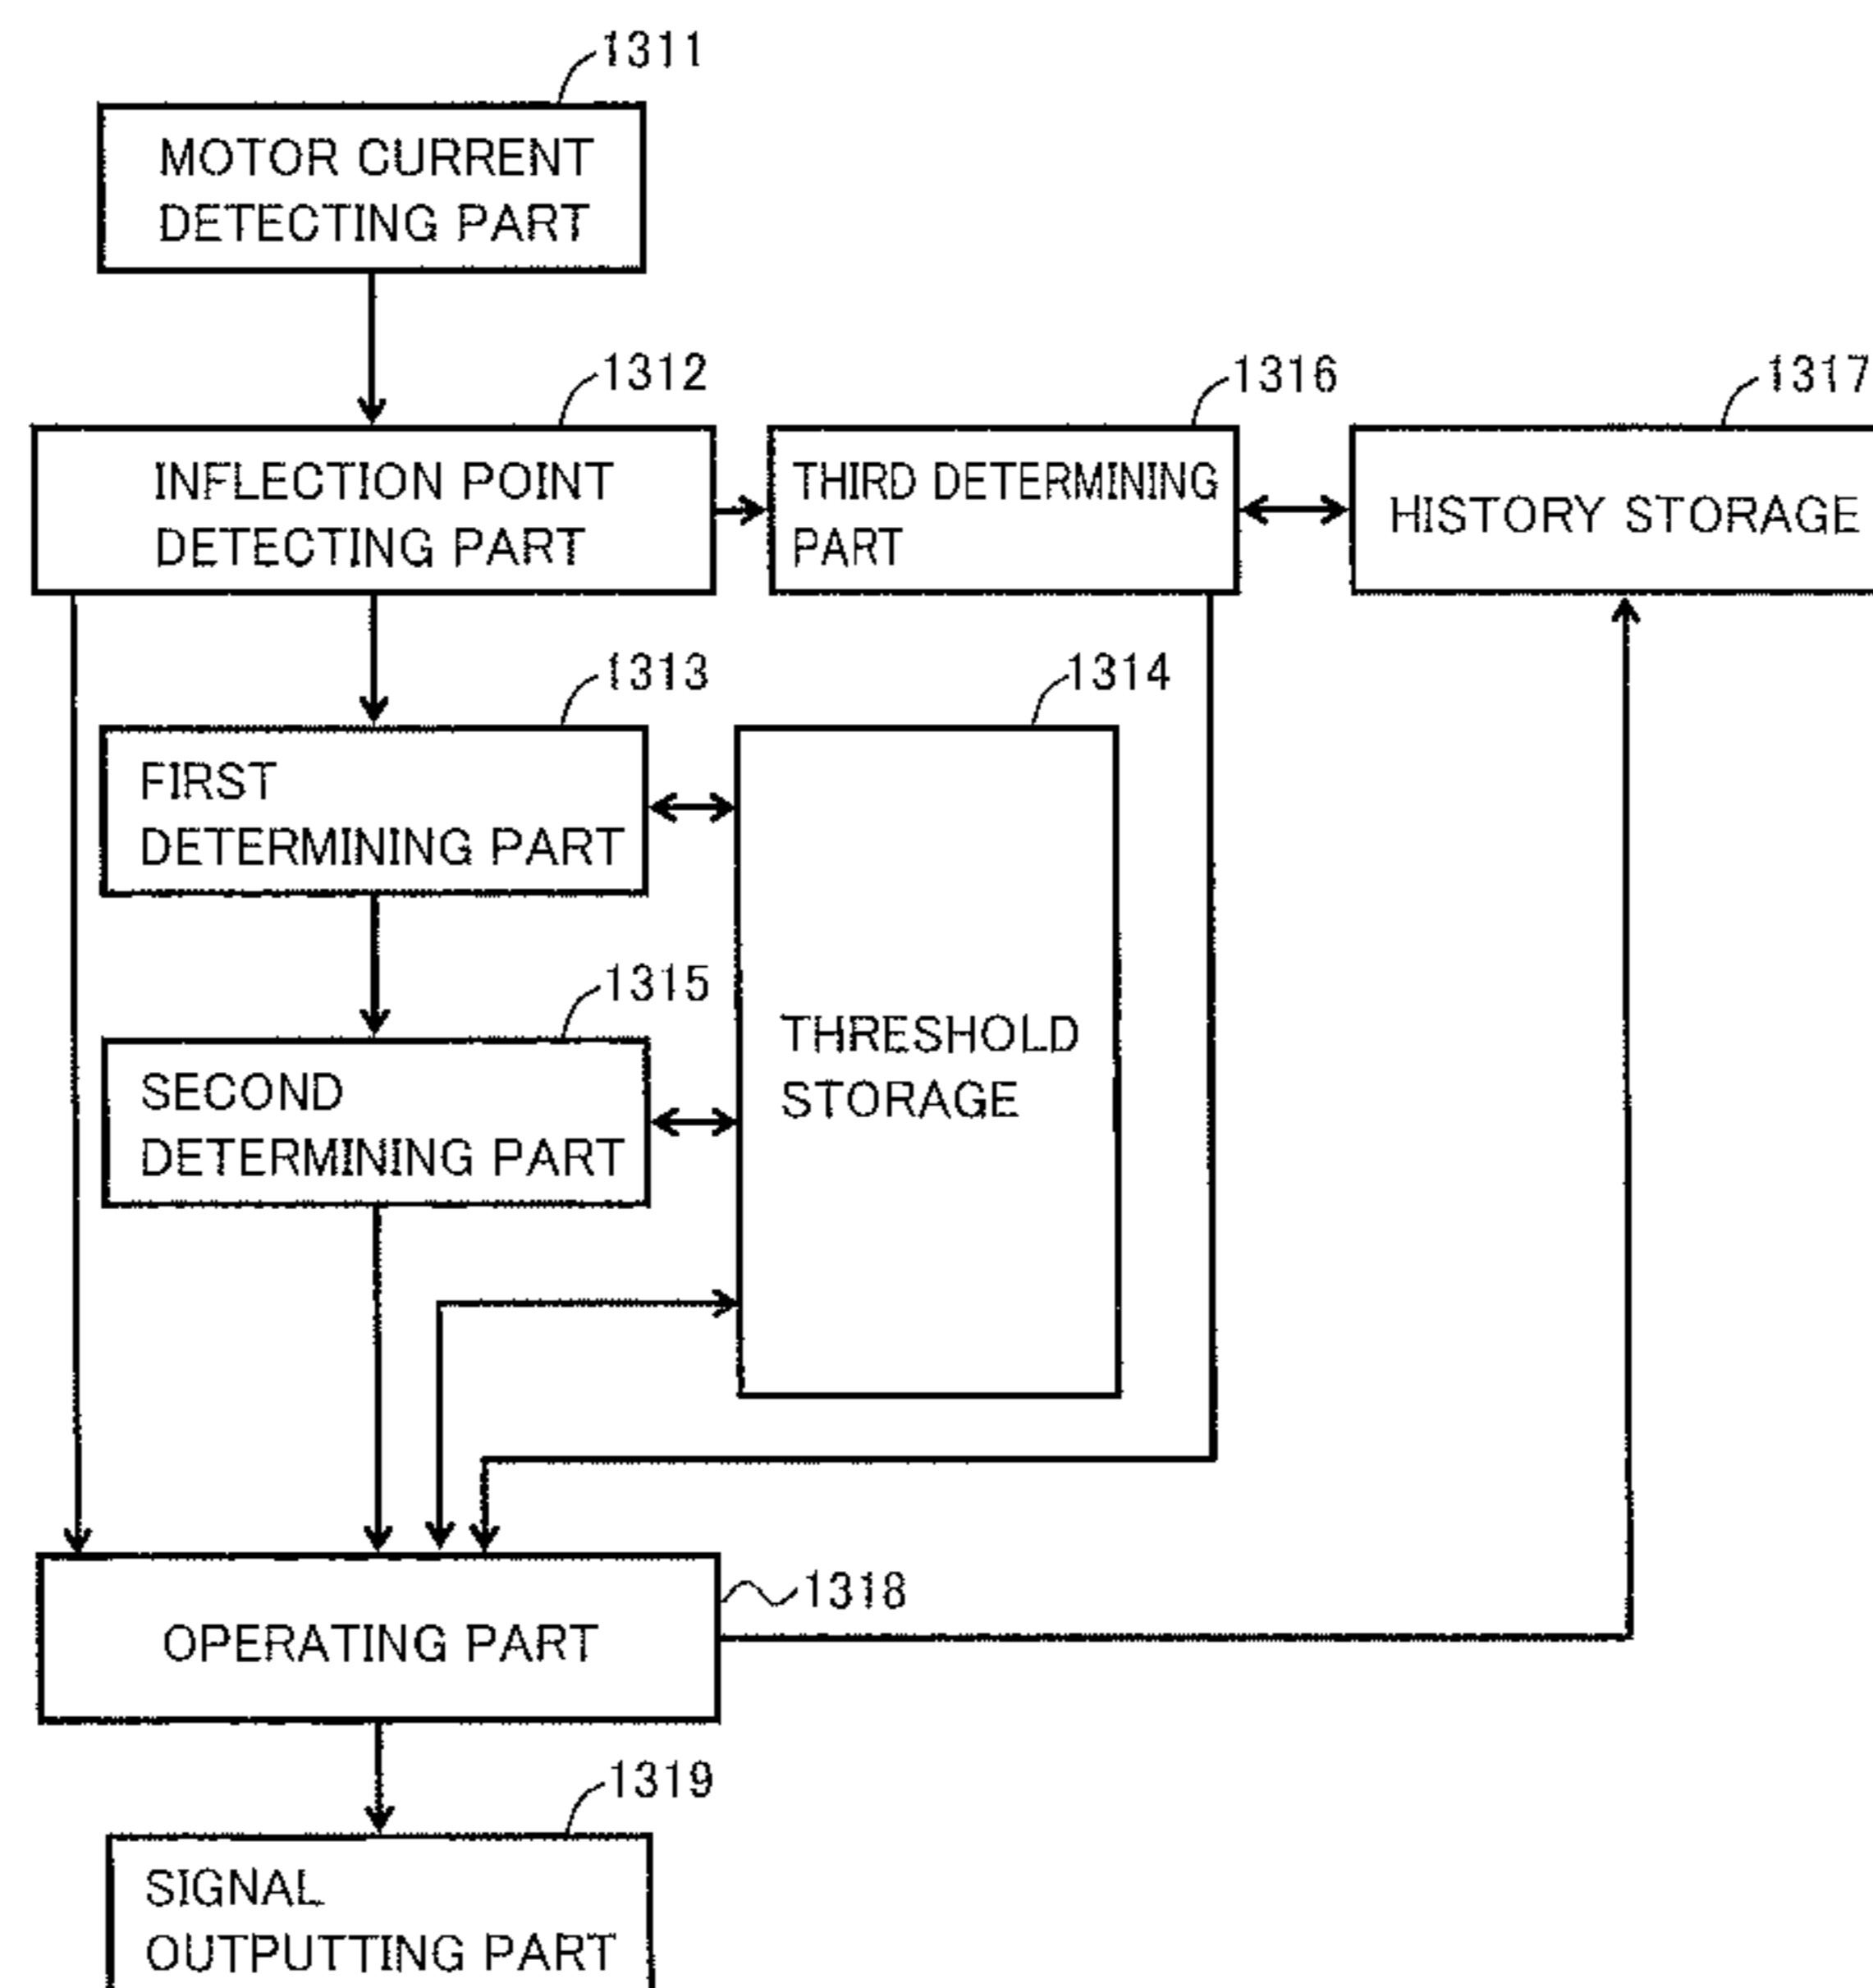 1311
MOTOR CURRENT
DETECTING PART
1312
INFLECTION POINT
DETECTING PART
1316
THIRD DETERMINING
PART
1317
HISTORY STORAGE
1313
FIRST
DETERMINING PART
1314
THRESHOLD
STORAGE
1315
SECOND
DETERMINING PART
1318
OPERATING PART
1319
SIGNAL
OUTPUTTING PART